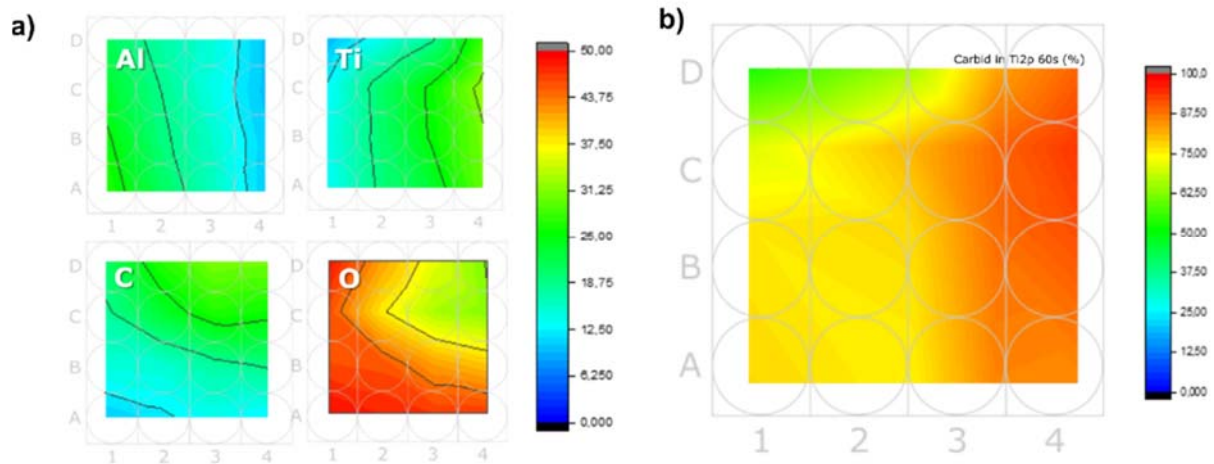 a)
Al
D
C
B
A
1 2 3 4
Ti
D
C
B
A
1 2 3 4
C
D
C
B
A
1 2 3 4
O
D
C
B
A
1 2 3 4
50,00
43,75
37,50
31,25
25,00
18,75
12,50
6,250
0,000
b)
Carbid in Ti2p 60s (%)
D
C
B
A
1 2 3 4
100,0
87,50
75,00
62,50
50,00
37,50
25,00
12,50
0,000